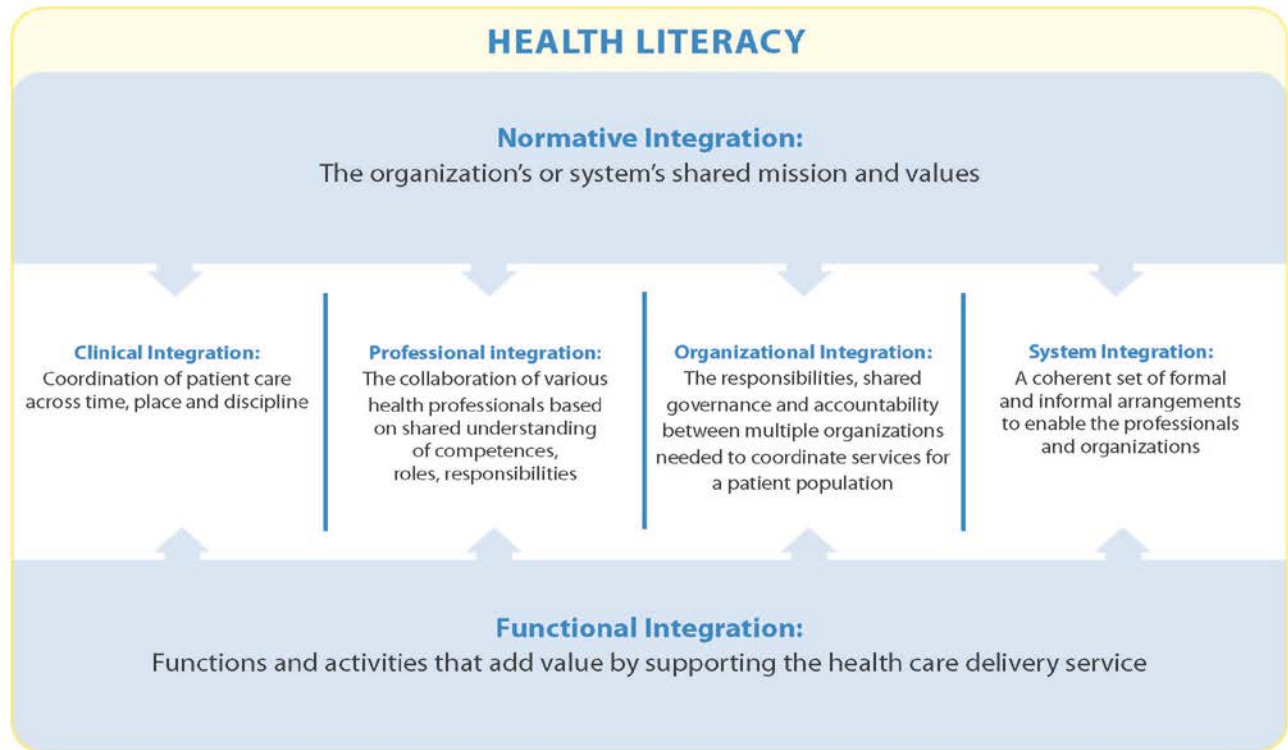 HEALTH LITERACY
Normative Integration:
The organization’s or system’s shared mission and values
Clinical Integration:
Coordination of patient care
across time, place and discipline
Professional integration:
The collaboration of various
health professionals based
on shared understanding
of competences,
roles, responsibilities
Organizational Integration:
The responsibilities, shared
governance and accountability
between multiple organizations
needed to coordinate services for
a patient population
System Integration:
A coherent set of formal
and informal arrangements
to enable the professionals
and organizations
Functional Integration:
Functions and activities that add value by supporting the health care delivery service